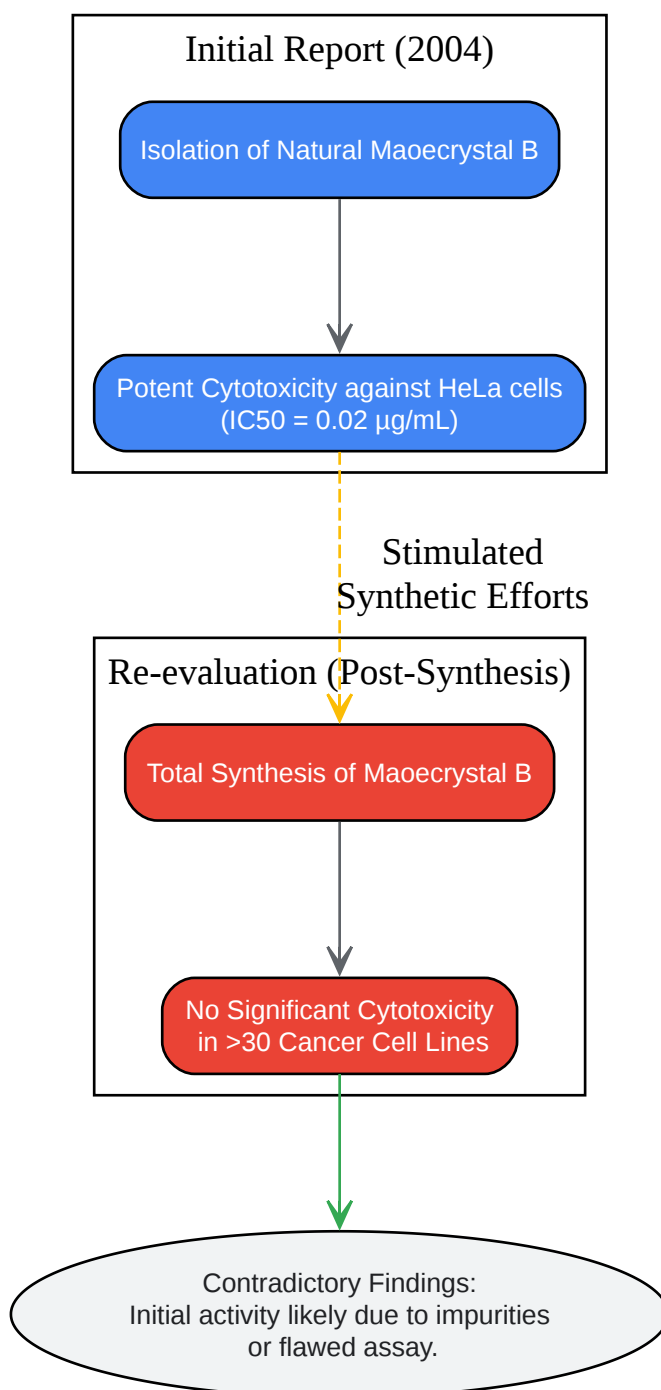 Initial Report (2004)
Isolation of Natural Maoecrystal B
Potent Cytotoxicity against HeLa cells
(IC50 = 0.02 µg/mL)
Stimulated
Synthetic Efforts
Re-evaluation (Post-Synthesis)
Total Synthesis of Maoecrystal B
No Significant Cytotoxicity
in >30 Cancer Cell Lines
Contradictory Findings:
Initial activity likely due to impurities
or flawed assay.